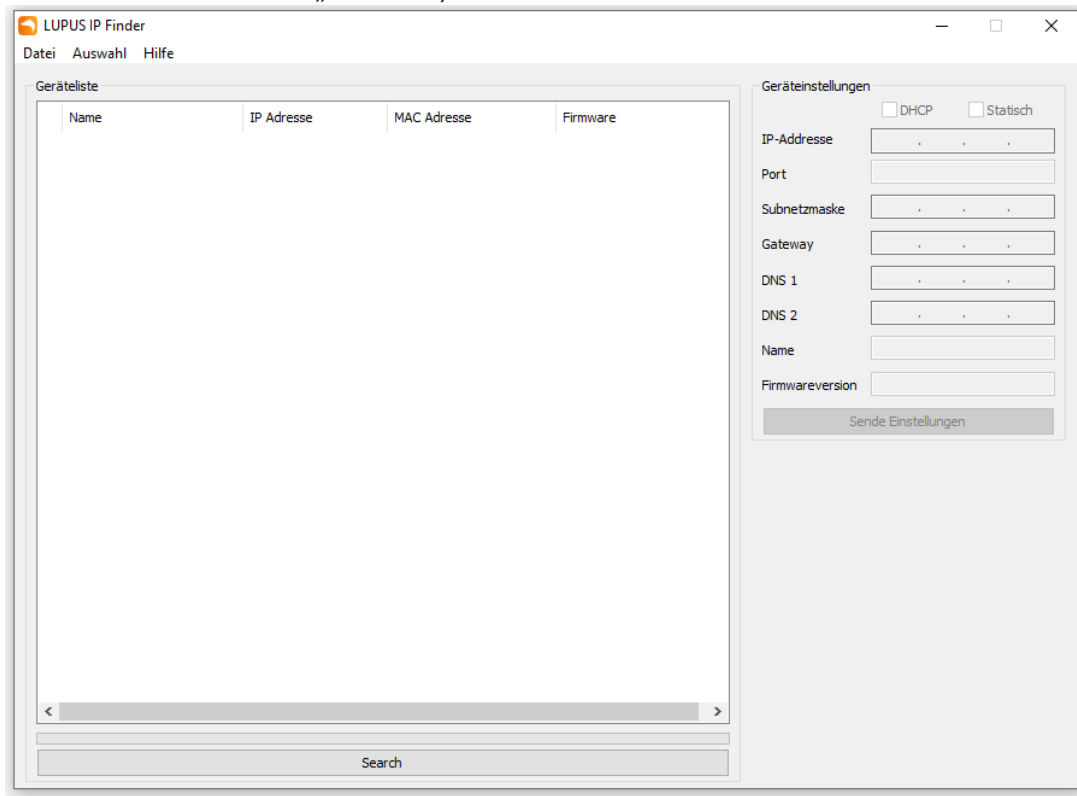 LUPUS IP Finder
Datei Auswahl Hilfe
Geräteliste
Name IP Adresse MAC Adresse Firmware
Search
Geräteinstellungen
DHCP Statisch
IP-Addresse . . .
Port
Subnetzmaske . . .
Gateway . . .
DNS 1 . . .
DNS 2 . . .
Name
Firmwareversion
Sende Einstellungen